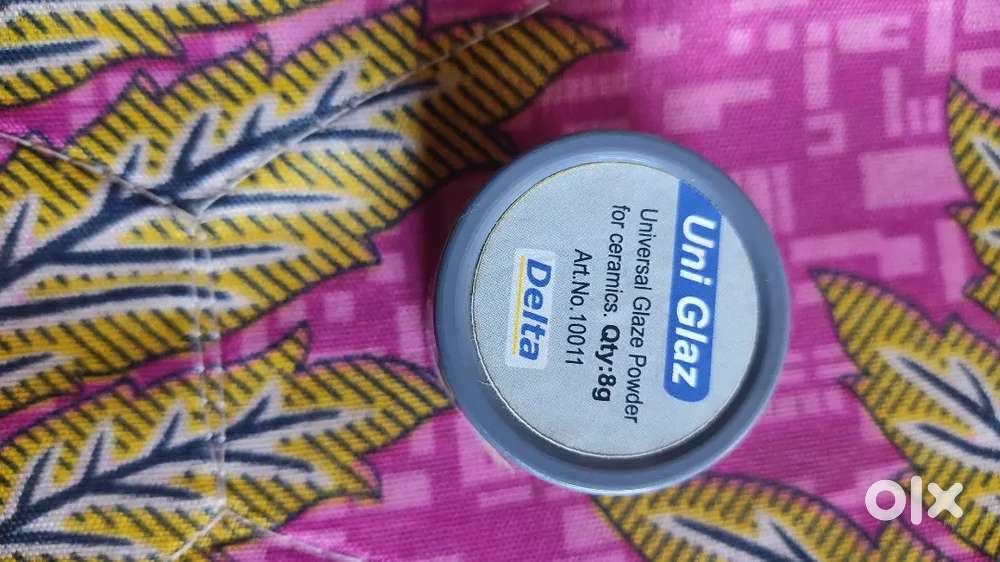 Uni Glaz
Universal Glaze Powder
for ceramics. Qty:8g
Art.No.10011
Delta
olx